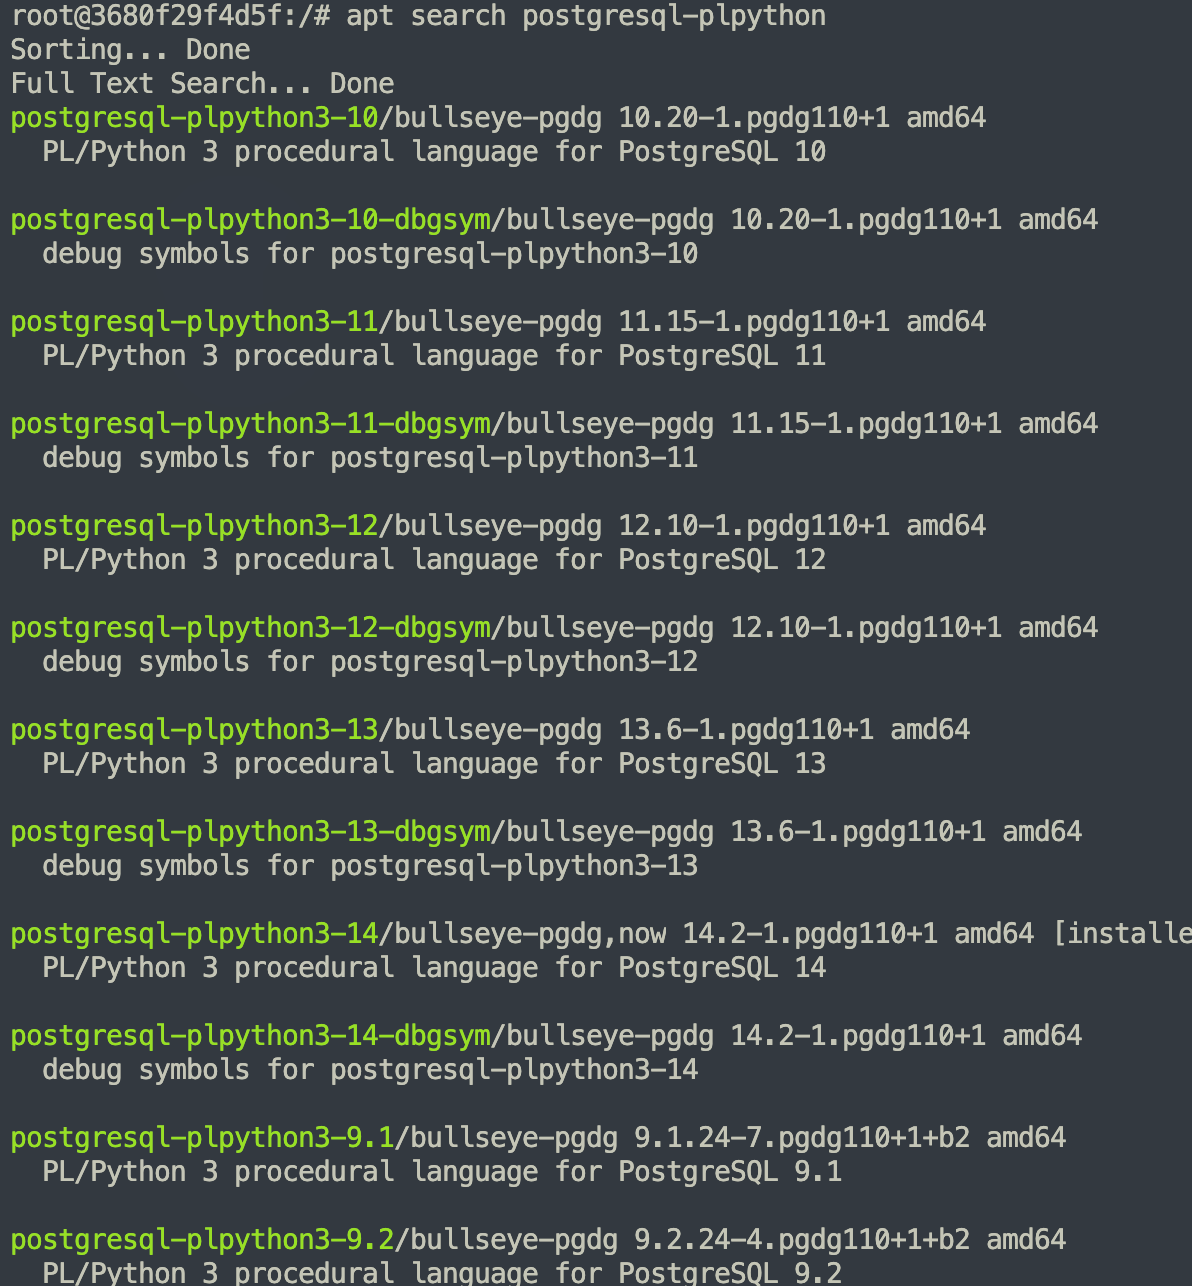 root@3680f29f4d5f:/# apt search postgresql-plpython
Sorting... Done
Full Text Search... Done
postgresql-plpython3-10/bullseye-pgdg 10.20-1.pgdg110+1 amd64
  PL/Python 3 procedural language for PostgreSQL 10

postgresql-plpython3-10-dbgsym/bullseye-pgdg 10.20-1.pgdg110+1 amd64
  debug symbols for postgresql-plpython3-10

postgresql-plpython3-11/bullseye-pgdg 11.15-1.pgdg110+1 amd64
  PL/Python 3 procedural language for PostgreSQL 11

postgresql-plpython3-11-dbgsym/bullseye-pgdg 11.15-1.pgdg110+1 amd64
  debug symbols for postgresql-plpython3-11

postgresql-plpython3-12/bullseye-pgdg 12.10-1.pgdg110+1 amd64
  PL/Python 3 procedural language for PostgreSQL 12

postgresql-plpython3-12-dbgsym/bullseye-pgdg 12.10-1.pgdg110+1 amd64
  debug symbols for postgresql-plpython3-12

postgresql-plpython3-13/bullseye-pgdg 13.6-1.pgdg110+1 amd64
  PL/Python 3 procedural language for PostgreSQL 13

postgresql-plpython3-13-dbgsym/bullseye-pgdg 13.6-1.pgdg110+1 amd64
  debug symbols for postgresql-plpython3-13

postgresql-plpython3-14/bullseye-pgdg,now 14.2-1.pgdg110+1 amd64 [installe
  PL/Python 3 procedural language for PostgreSQL 14

postgresql-plpython3-14-dbgsym/bullseye-pgdg 14.2-1.pgdg110+1 amd64
  debug symbols for postgresql-plpython3-14

postgresql-plpython3-9.1/bullseye-pgdg 9.1.24-7.pgdg110+1+b2 amd64
  PL/Python 3 procedural language for PostgreSQL 9.1

postgresql-plpython3-9.2/bullseye-pgdg 9.2.24-4.pgdg110+1+b2 amd64
  PL/Python 3 procedural language for PostgreSQL 9.2